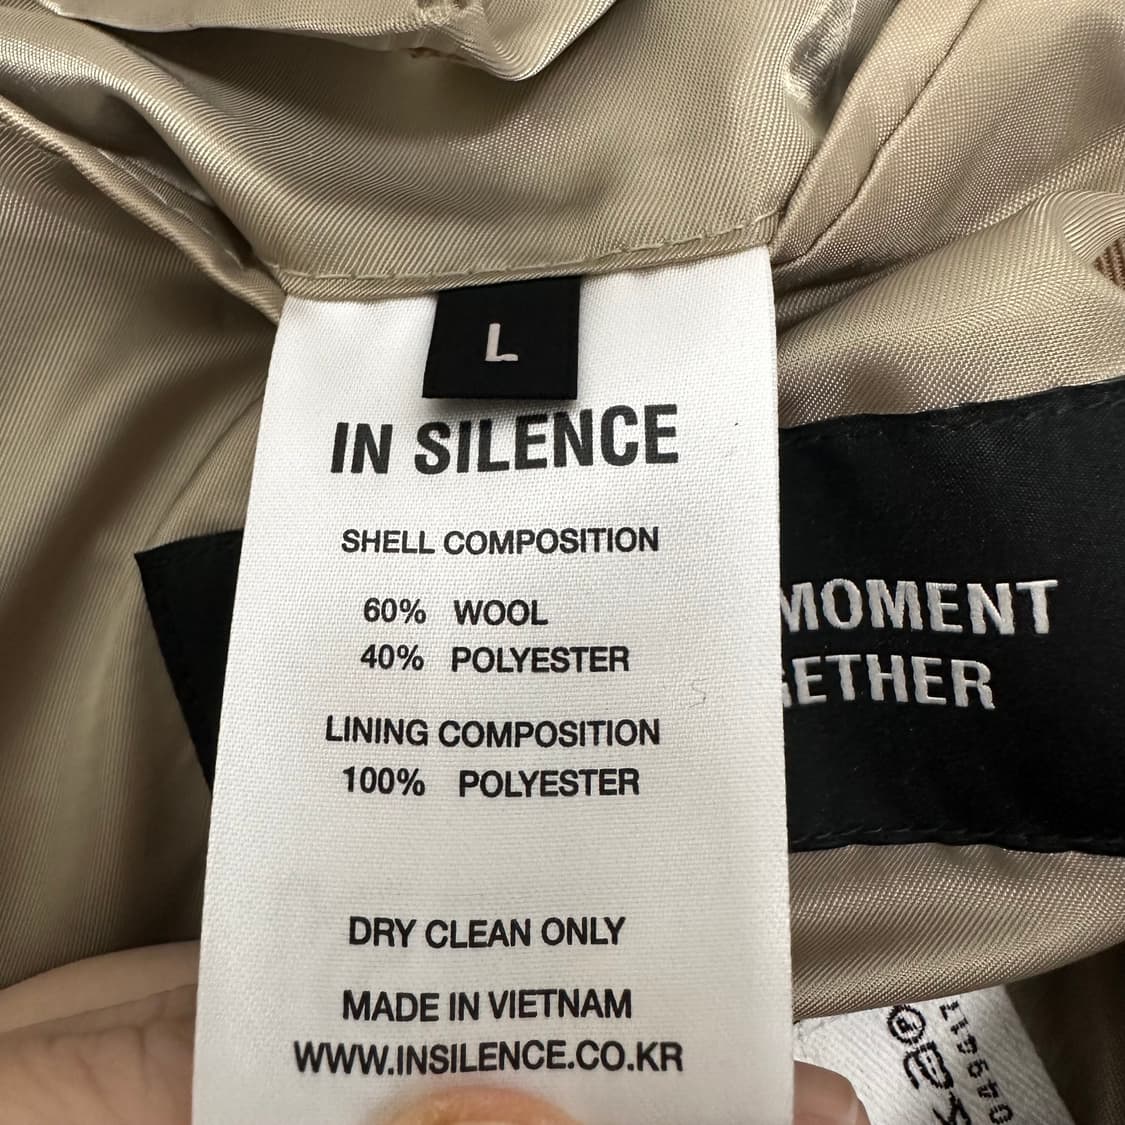 L
IN SILENCE
SHELL COMPOSITION
60% WOOL
40% POLYESTER
LINING COMPOSITION
100% POLYESTER
DRY CLEAN ONLY
MADE IN VIETNAM
WWW.INSILENCE.CO.KR
MOMENT